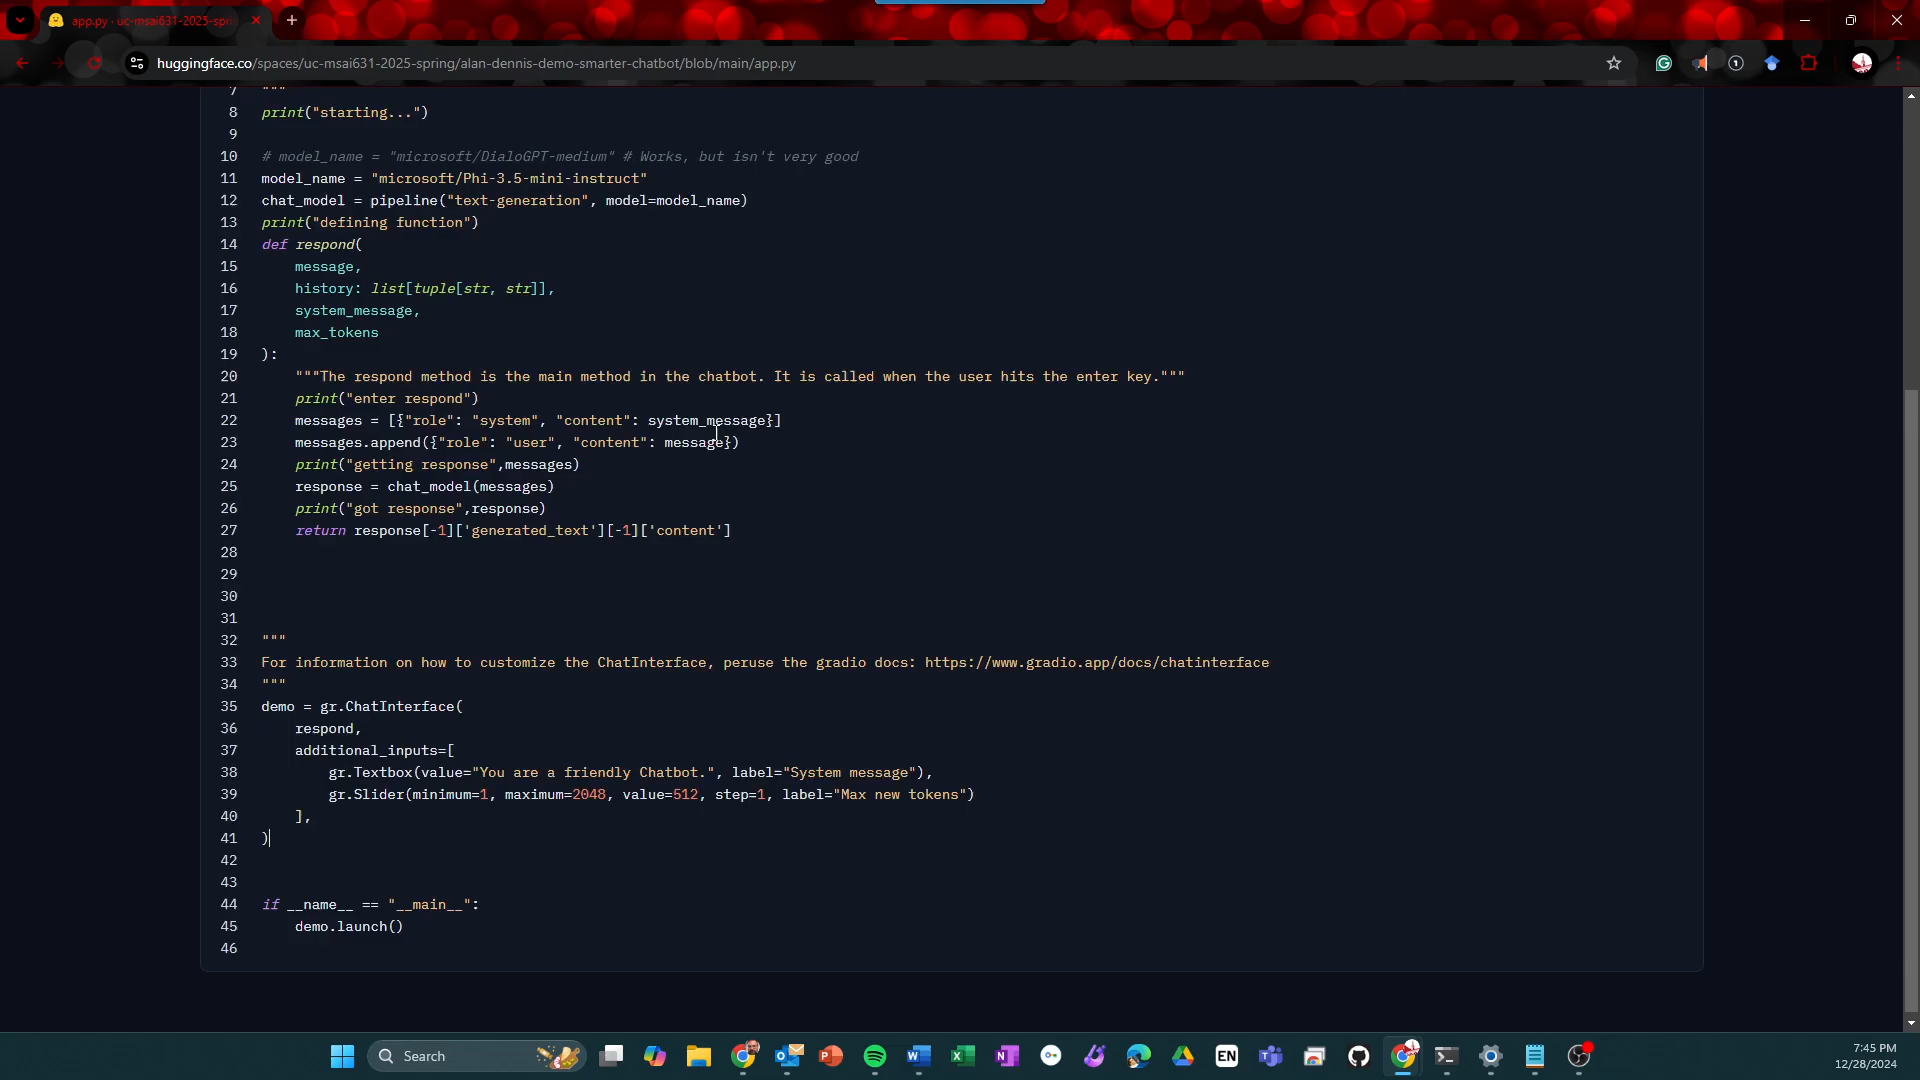 app.py · uc-msai631-2025-spri
huggingface.co/spaces/uc-msai631-2025-spring/alan-dennis-demo-smarter-chatbot/blob/main/app.py
7 """
8 print("starting...")
9
10 # model_name = "microsoft/DialoGPT-medium" # Works, but isn't very good
11 model_name = "microsoft/Phi-3.5-mini-instruct"
12 chat_model = pipeline("text-generation", model=model_name)
13 print("defining function")
14 def respond(
15 message,
16 history: list[tuple[str, str]],
17 system_message,
18 max_tokens
19 ):
20 """The respond method is the main method in the chatbot. It is called when the user hits the enter key."""
21 print("enter respond")
22 messages = [{"role": "system", "content": system_message}]
23 messages.append({"role": "user", "content": message})
24 print("getting response",messages)
25 response = chat_model(messages)
26 print("got response",response)
27 return response[-1]['generated_text'][-1]['content']
28
29
30
31
32 """
33 For information on how to customize the ChatInterface, peruse the gradio docs: https://www.gradio.app/docs/chatinterface
34 """
35 demo = gr.ChatInterface(
36 respond,
37 additional_inputs=[
38 gr.Textbox(value="You are a friendly Chatbot.", label="System message"),
39 gr.Slider(minimum=1, maximum=2048, value=512, step=1, label="Max new tokens")
40 ],
41 )
42
43
44 if __name__ == "__main__":
45 demo.launch()
46
Search
EN
7:45 PM
12/28/2024